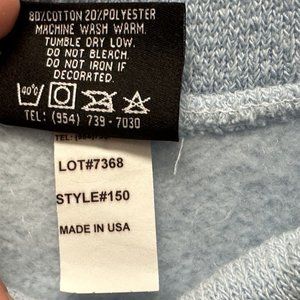 80%COTTON 20%POLYESTER
MACHINE WASH WARM.
TUMBLE DRY LOW.
DO NOT BLEACH.
DO NOT IRON IF
DECORATED.
40°C
TEL: (954) 739 - 7030
LOT#7368
STYLE#150
MADE IN USA